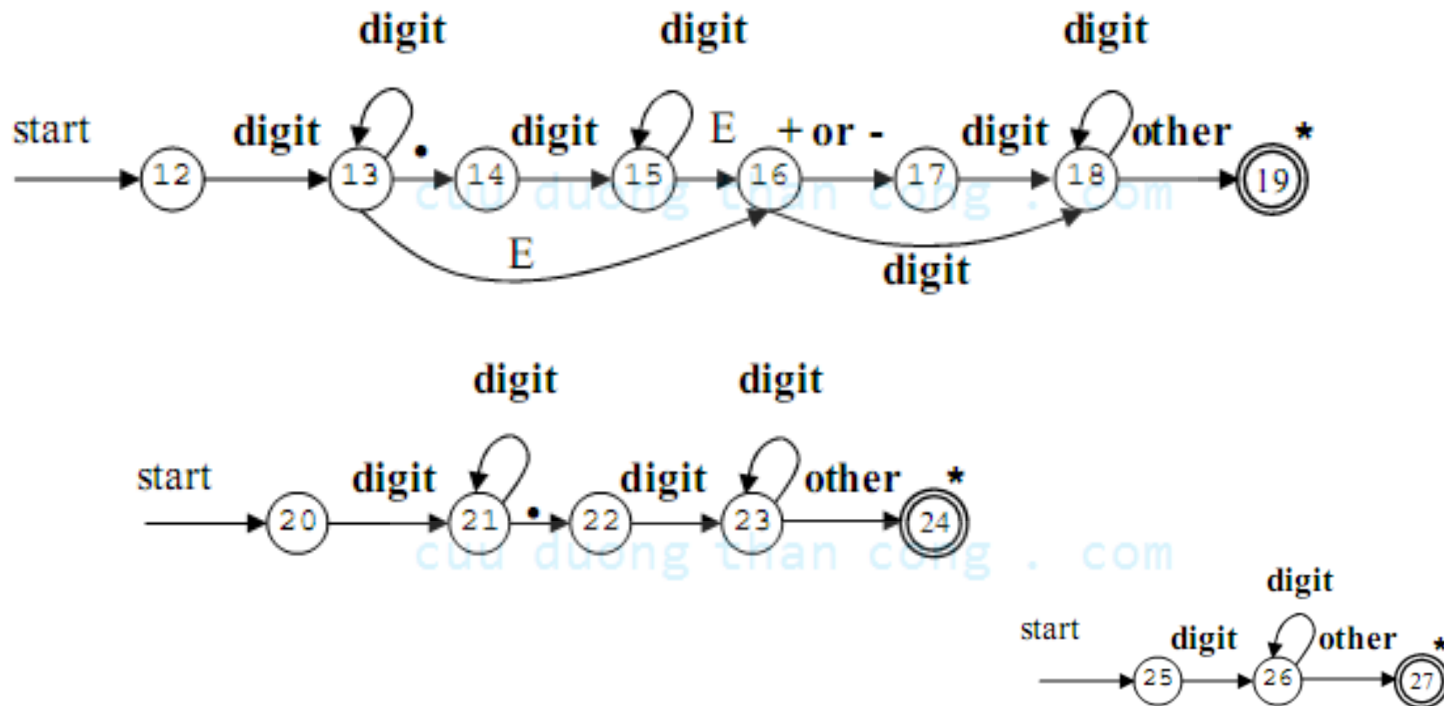 digit digit digit
start digit . digit E + or - digit other *
12 13 14 15 16 17 18 19
cuu duong than cong . com
E digit
digit digit
start digit . digit other *
20 21 22 23 24
cuu duong than cong . com
digit
start digit other *
25 26 27